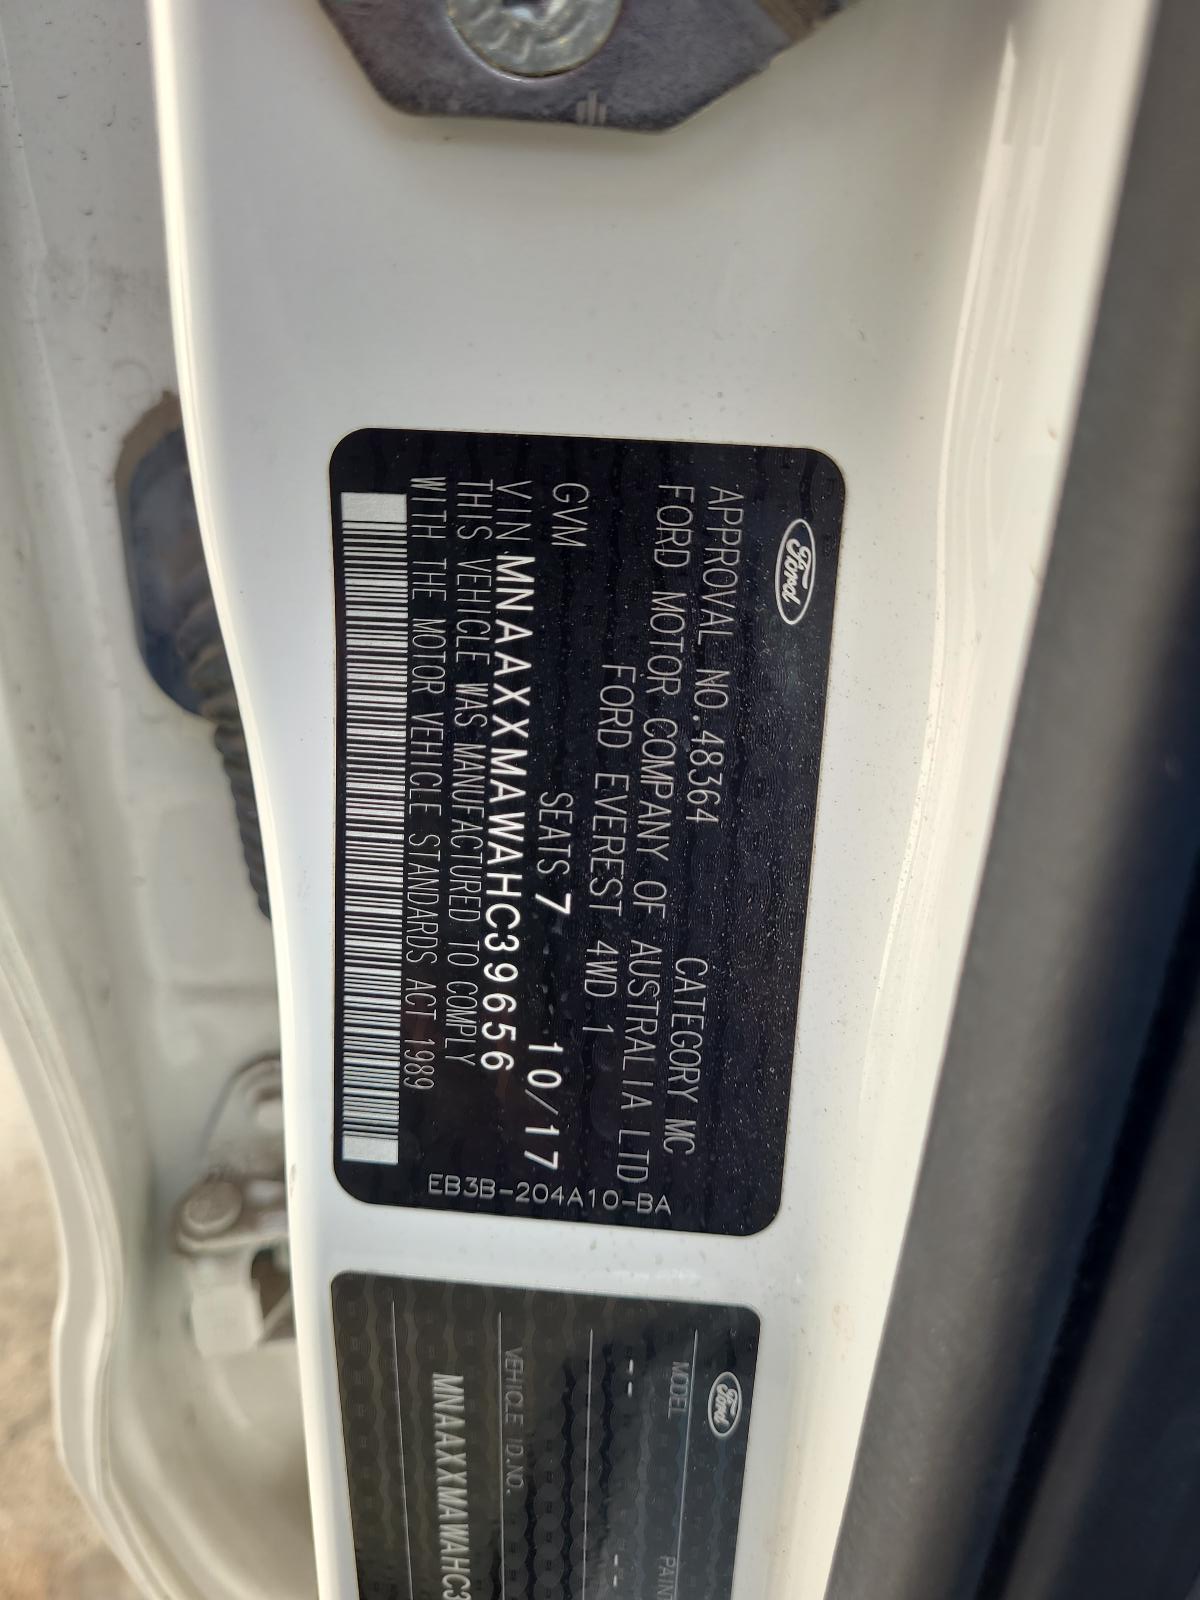 Ford
APPROVAL NO.48364 CATEGORY MC
FORD MOTOR COMPANY OF AUSTRALIA LTD
FORD EVEREST 4WD 1
GVM SEATS 7 10/17
VIN MNAAXXMAWAHC39656
THIS VEHICLE WAS MANUFACTURED TO COMPLY
WITH THE MOTOR VEHICLE STANDARDS ACT 1989
EB3B-204A10-BA
Ford
MODEL PAINT
-- --
VEHICLE ID.NO.
MNAAXXMAWAHC3